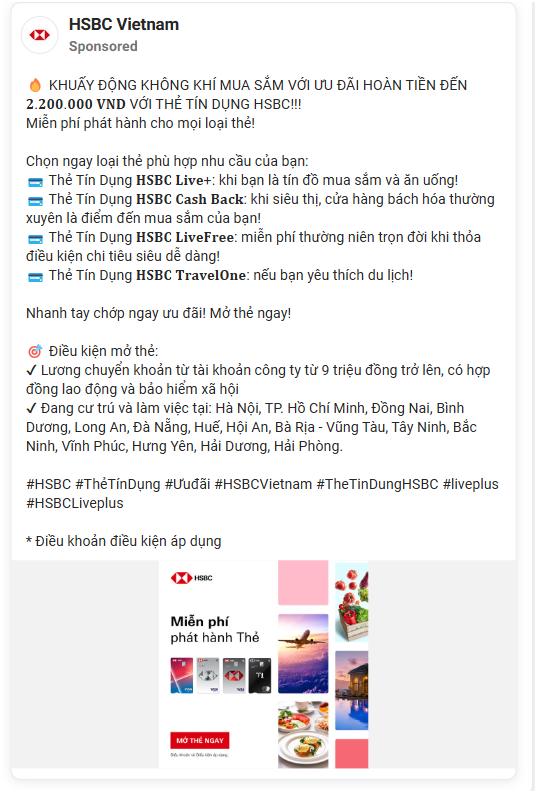 HSBC Vietnam
Sponsored
🔥 KHUẤY ĐỘNG KHÔNG KHÍ MUA SẮM VỚI ƯU ĐÃI HOÀN TIỀN ĐẾN
𝟐.𝟐𝟎𝟎.𝟎𝟎𝟎 𝐕𝐍𝐃 VỚI THẺ TÍN DỤNG HSBC!!!
Miễn phí phát hành cho mọi loại thẻ!
Chọn ngay loại thẻ phù hợp nhu cầu của bạn:
💳 Thẻ Tín Dụng 𝐇𝐒𝐁𝐂 𝐋𝐢𝐯𝐞+: khi bạn là tín đồ mua sắm và ăn uống!
💳 Thẻ Tín Dụng 𝐇𝐒𝐁𝐂 𝐂𝐚𝐬𝐡 𝐁𝐚𝐜𝐤: khi siêu thị, cửa hàng bách hóa thường
xuyên là điểm đến mua sắm của bạn!
💳 Thẻ Tín Dụng 𝐇𝐒𝐁𝐂 𝐋𝐢𝐯𝐞𝐅𝐫𝐞𝐞: miễn phí thường niên trọn đời khi thỏa
điều kiện chi tiêu siêu dễ dàng!
💳 Thẻ Tín Dụng 𝐇𝐒𝐁𝐂 𝐓𝐫𝐚𝐯𝐞𝐥𝐎𝐧𝐞: nếu bạn yêu thích du lịch!
Nhanh tay chớp ngay ưu đãi! Mở thẻ ngay!
🎯 Điều kiện mở thẻ:
✔ Lương chuyển khoản từ tài khoản công ty từ 9 triệu đồng trở lên, có hợp
đồng lao động và bảo hiểm xã hội
✔ Đang cư trú và làm việc tại: Hà Nội, TP. Hồ Chí Minh, Đồng Nai, Bình
Dương, Long An, Đà Nẵng, Huế, Hội An, Bà Rịa - Vũng Tàu, Tây Ninh, Bắc
Ninh, Vĩnh Phúc, Hưng Yên, Hải Dương, Hải Phòng.
#HSBC #ThẻTínDụng #Ưuđãi #HSBCVietnam #TheTinDungHSBC #liveplus
#HSBCLiveplus
* Điều khoản điều kiện áp dụng
HSBC
Miễn phí
phát hành Thẻ
MỞ THẺ NGAY
Điều khoản và Điều kiện áp dụng.